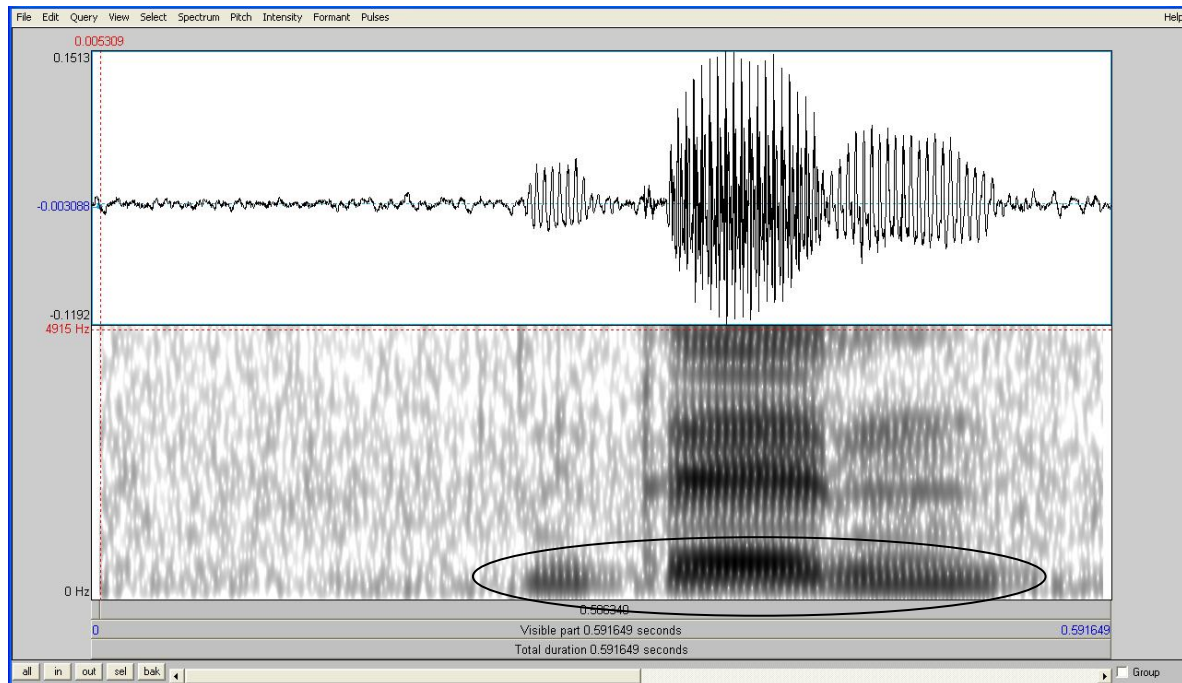 File Edit Query View Select Spectrum Pitch Intensity Formant Pulses Help
0.005309
0.1513
-0.003088
-0.1192
4915 Hz
0 Hz
0.586340
0 Visible part 0.591649 seconds 0.591649
Total duration 0.591649 seconds
all in out sel bak Group